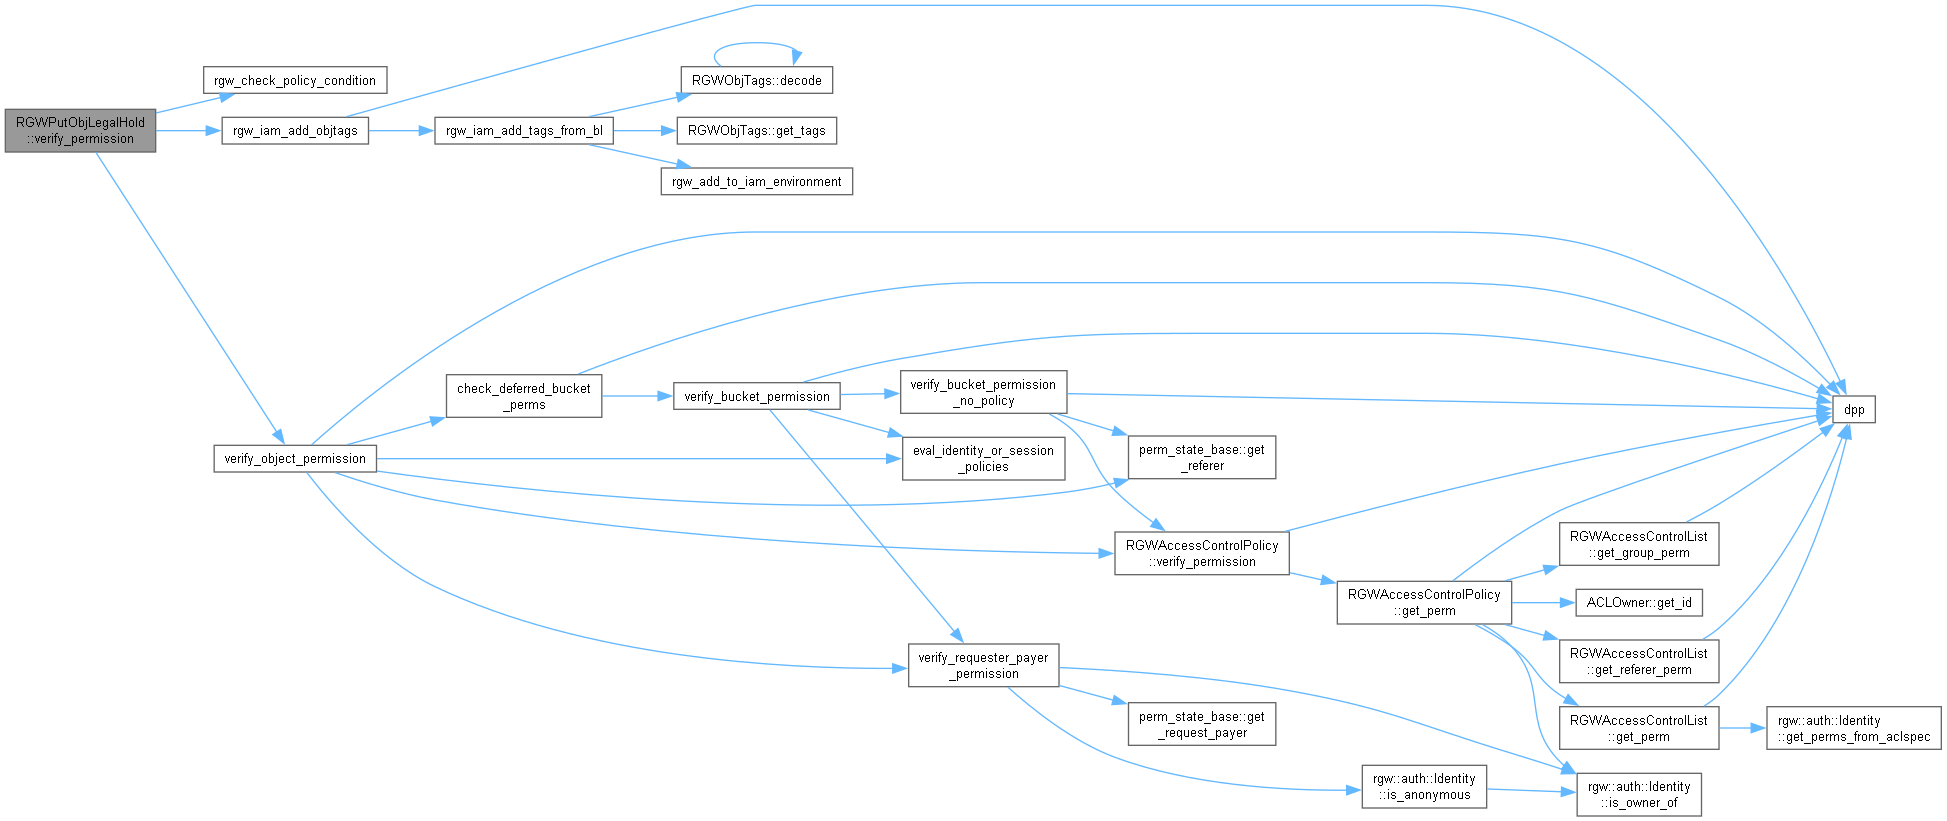 RGWPutObjLegalHold
::verify_permission
rgw_check_policy_condition
rgw_iam_add_objtags
rgw_iam_add_tags_from_bl
RGWObjTags::decode
RGWObjTags::get_tags
rgw_add_to_iam_environment
verify_object_permission
check_deferred_bucket
_perms
verify_bucket_permission
verify_bucket_permission
_no_policy
eval_identity_or_session
_policies
perm_state_base::get
_referer
RGWAccessControlPolicy
::verify_permission
RGWAccessControlPolicy
::get_perm
verify_requester_payer
_permission
perm_state_base::get
_request_payer
rgw::auth::Identity
::is_anonymous
dpp
RGWAccessControlList
::get_group_perm
ACLOwner::get_id
RGWAccessControlList
::get_referer_perm
RGWAccessControlList
::get_perm
rgw::auth::Identity
::get_perms_from_aclspec
rgw::auth::Identity
::is_owner_of